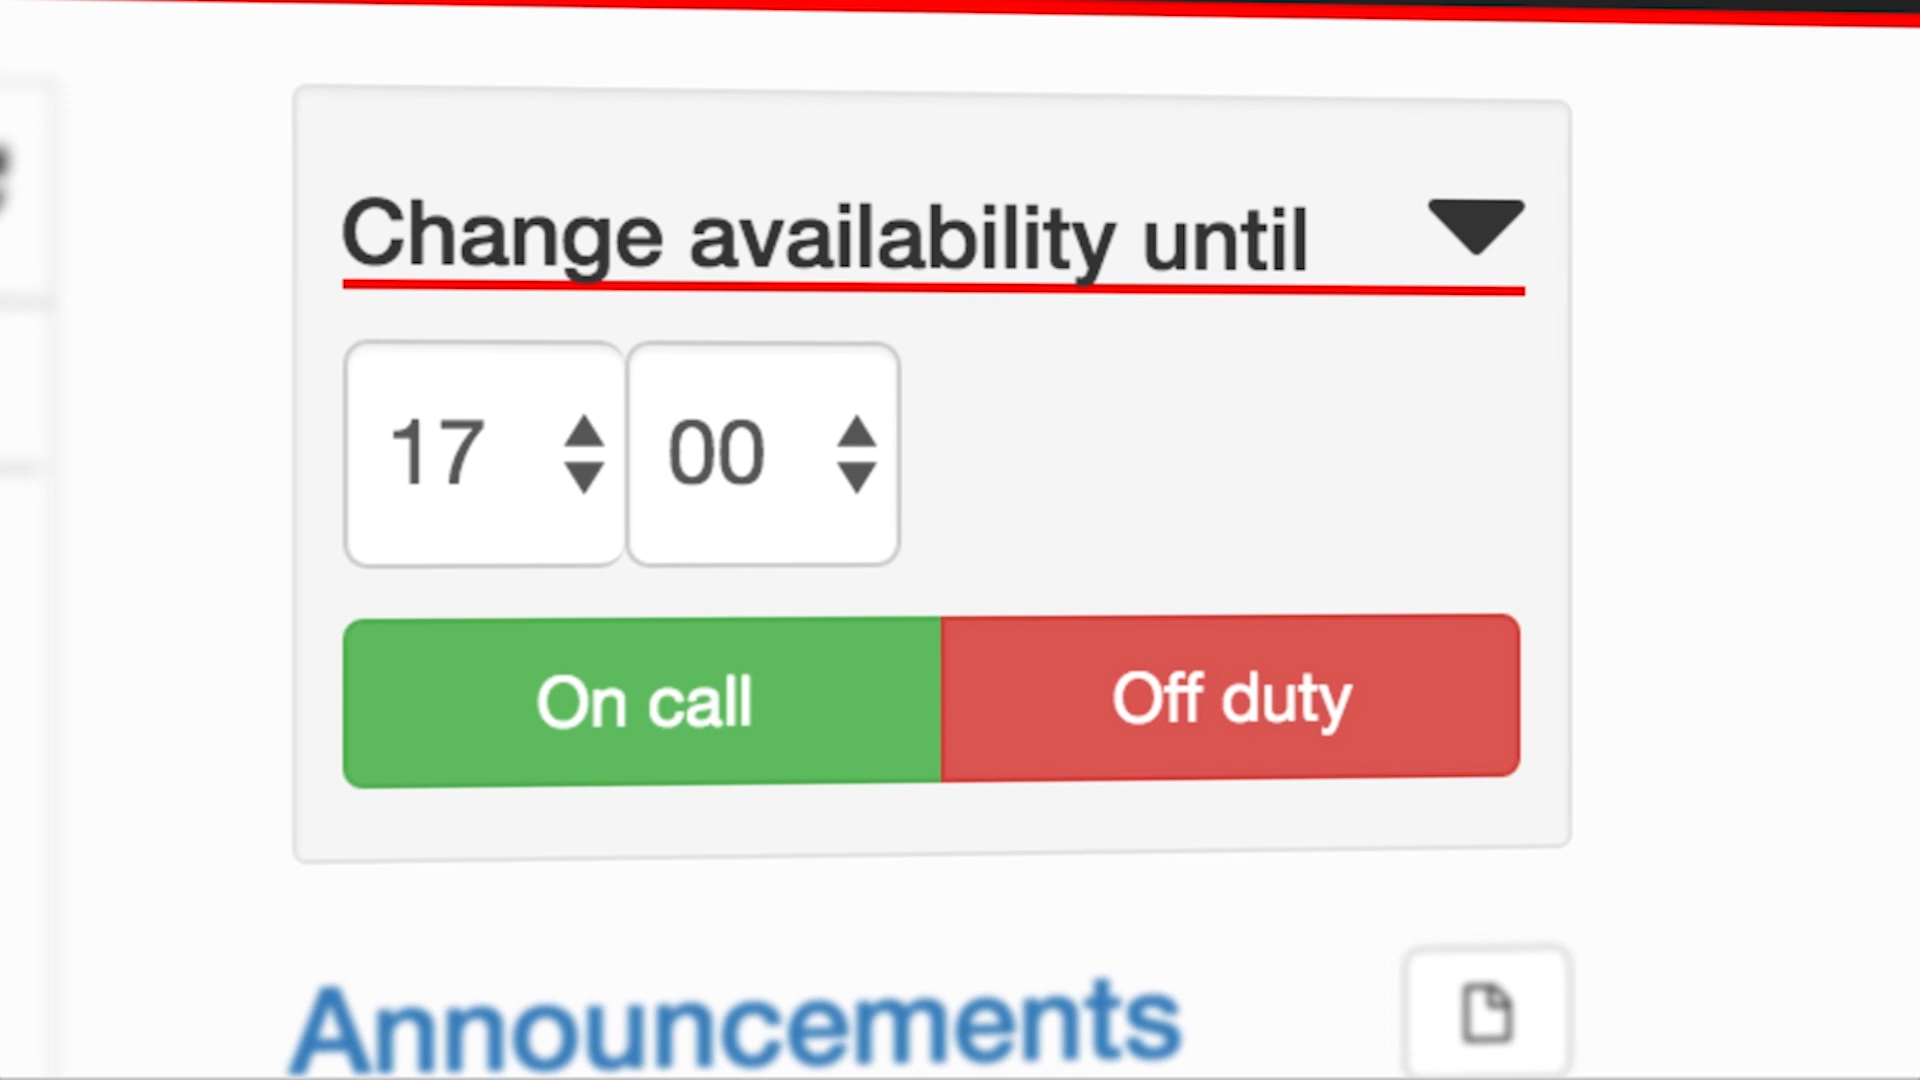 Change availability until
17 00
On call Off duty
Announcements